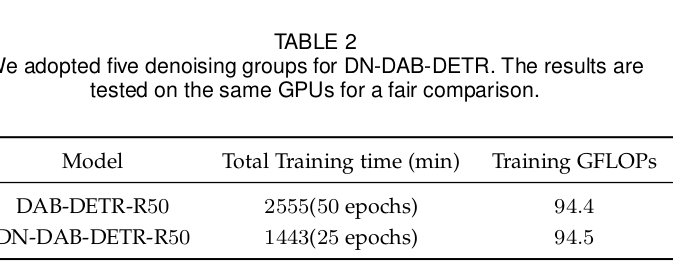 TABLE 2
We adopted five denoising groups for DN-DAB-DETR. The results are
tested on the same GPUs for a fair comparison.
Model Total Training time (min) Training GFLOPs
DAB-DETR-R50 2555(50 epochs) 94.4
DN-DAB-DETR-R50 1443(25 epochs) 94.5